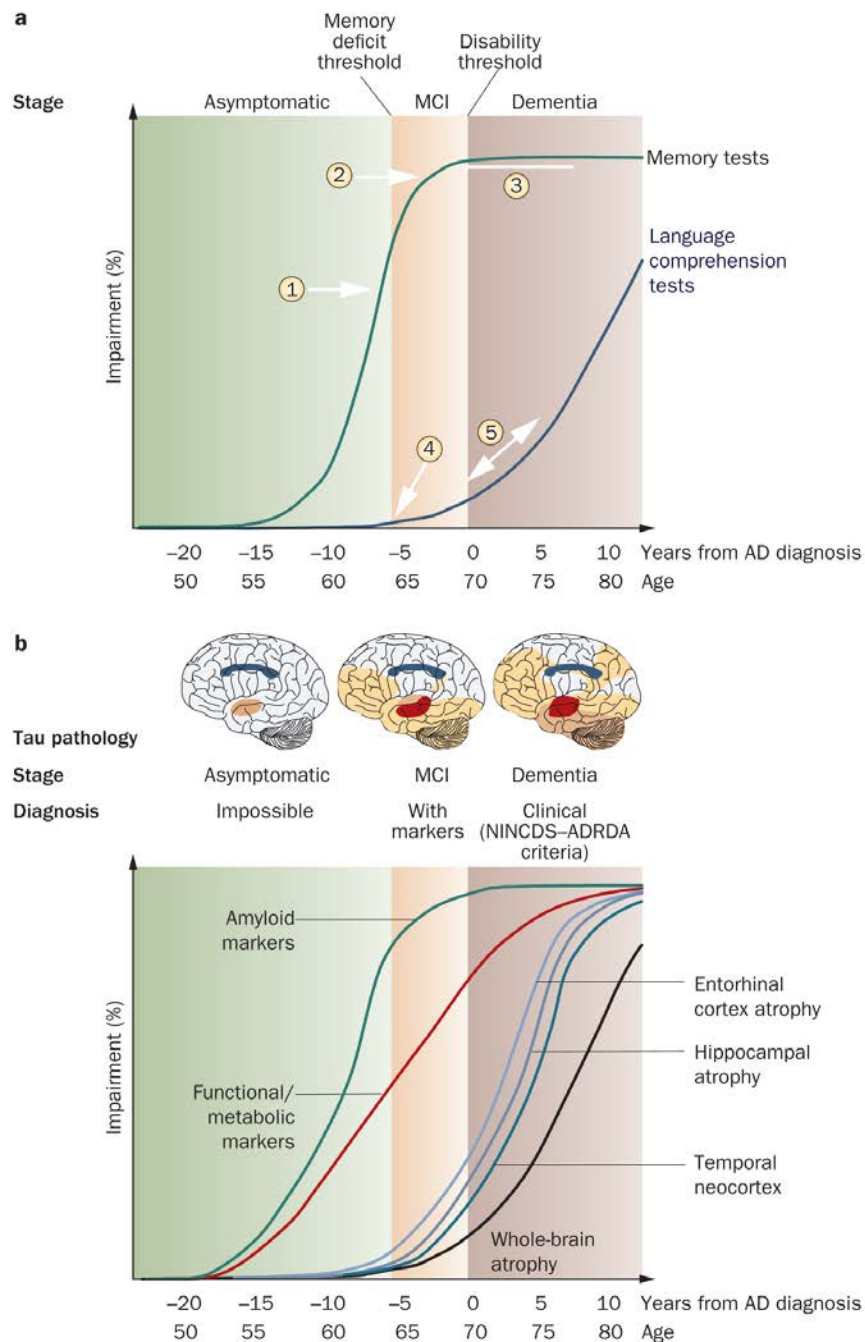 a
Memory
deficit
threshold
Disability
threshold
Stage
Asymptomatic
MCI
Dementia
Impairment (%)
Memory tests
Language
comprehension
tests
1
2
3
4
5
–20 –15 –10 –5 0 5 10 Years from AD diagnosis
50 55 60 65 70 75 80 Age
b
Tau pathology
Stage Asymptomatic MCI Dementia
Diagnosis
Impossible
With
markers
Clinical
(NINCDS–ADRDA
criteria)
Impairment (%)
Amyloid
markers
Functional/
metabolic
markers
Entorhinal
cortex atrophy
Hippocampal
atrophy
Temporal
neocortex
Whole-brain
atrophy
–20 –15 –10 –5 0 5 10 Years from AD diagnosis
50 55 60 65 70 75 80 Age